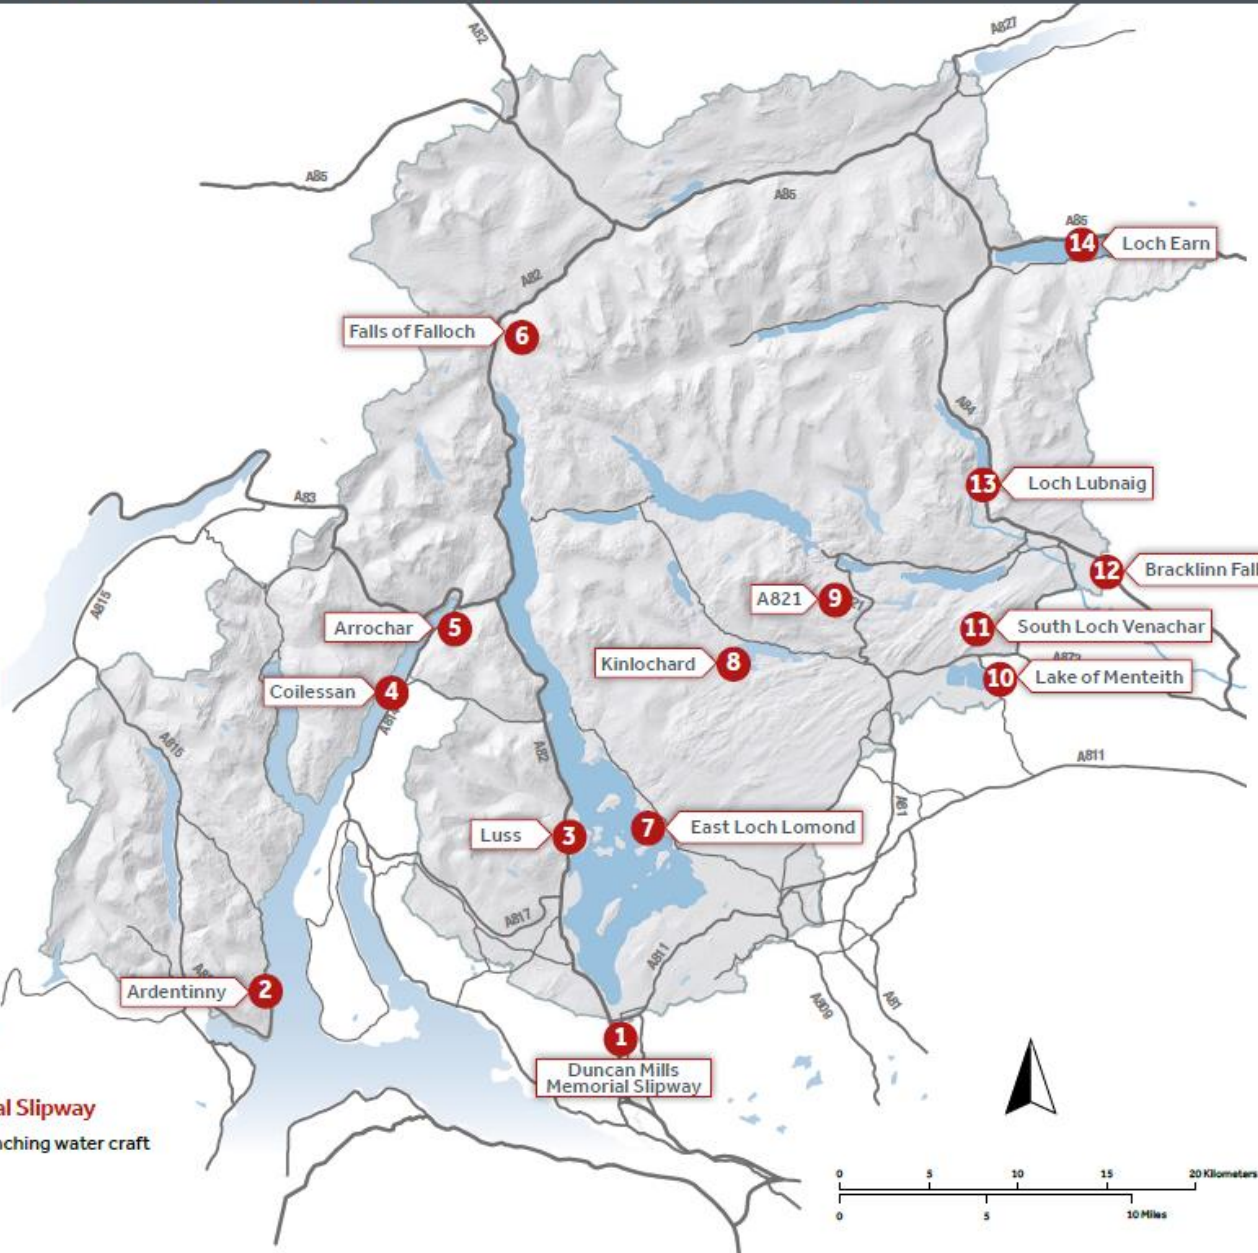 A82
A827
A85
A85
A85
14
Loch Earn
A82
Falls of Falloch
6
A84
13
Loch Lubnaig
A83
12
Bracklinn Fall
A815
A821
9
Arrochar
5
11
South Loch Venachar
Kinlochard
8
10
Lake of Menteith
Coilessan
4
A814
A815
A82
A811
A81
Luss
3
7
East Loch Lomond
A817
A811
Ardentinny
2
A809
A81
1
Duncan Mills
Memorial Slipway
al Slipway
nching water craft
0 5 10 15 20 Kilometers
0 5 10 Miles